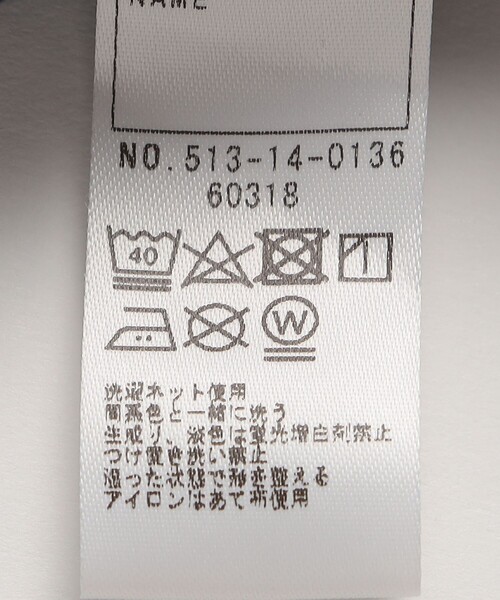 NAME
NO.513-14-0136
60318
40
W
洗濯ネット使用
同系色と一緒に洗う
生成り、淡色は蛍光増白剤禁止
つけ置き洗い禁止
湿った状態で形を整える
アイロンはあて布使用